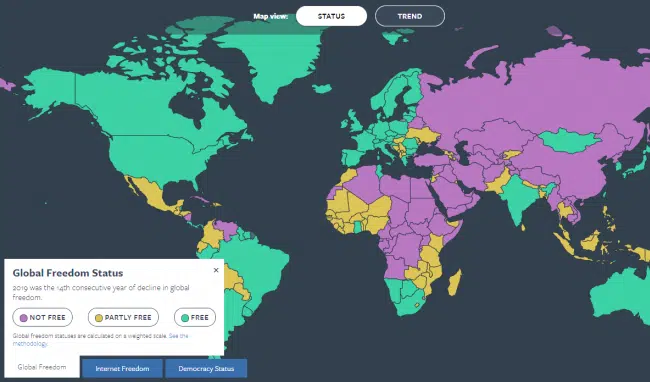 Map view:
STATUS
TREND
Global Freedom Status
×
2019 was the 14th consecutive year of decline in global
freedom.
NOT FREE
PARTLY FREE
FREE
Global freedom statuses are calculated on a weighted scale. See the
methodology.
Global Freedom
Internet Freedom
Democracy Status